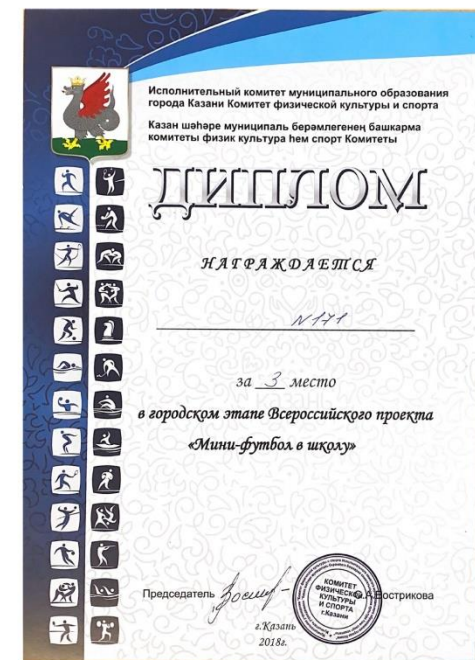 Исполнительный комитет муниципального образования
города Казани Комитет физической культуры и спорта
Казан шәһәре муниципаль берәмлегенең башкарма
комитеты физик культура һем спорт Комитеты
ДИПЛОМ
НАГРАЖДАЕТСЯ
N171
за 3 место
в городском этапе Всероссийского проекта
«Мини-футбол в школу»
Председатель
А.Вострикова
КОМИТЕТ
ФИЗИЧЕСКОЙ
КУЛЬТУРЫ
И СПОРТА
г.Казани
г.Казань
2018г.